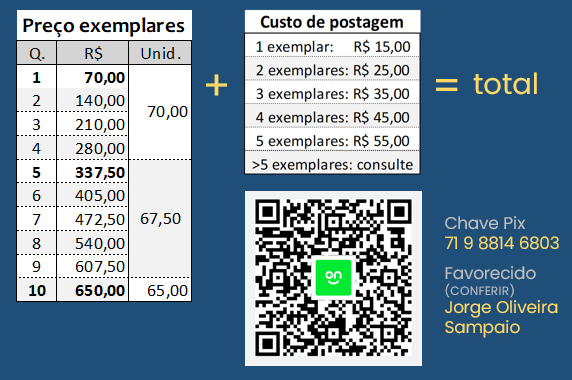 Preço exemplares
Q. R$ Unid.
1 70,00
2 140,00
3 210,00
4 280,00
70,00
5 337,50
6 405,00
7 472,50
8 540,00
9 607,50
67,50
10 650,00 65,00
+
Custo de postagem
1 exemplar: R$ 15,00
2 exemplares: R$ 25,00
3 exemplares: R$ 35,00
4 exemplares: R$ 45,00
5 exemplares: R$ 55,00
>5 exemplares: consulte
= total
Chave Pix
71 9 8814 6803
Favorecido
(CONFERIR)
Jorge Oliveira
Sampaio